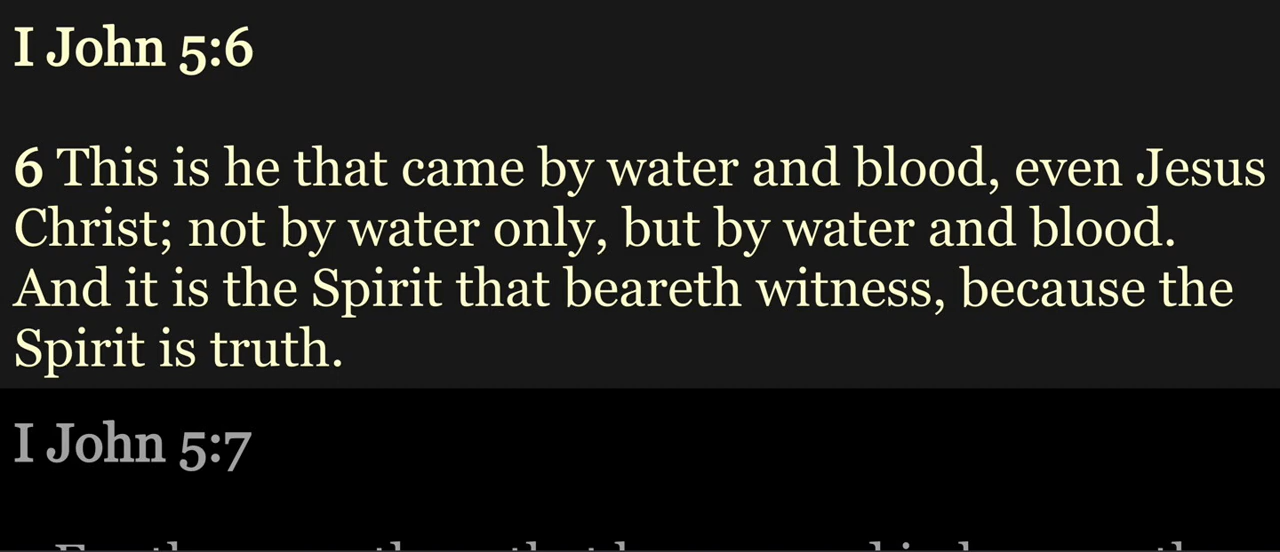 I John 5:6
6 This is he that came by water and blood, even Jesus
Christ; not by water only, but by water and blood.
And it is the Spirit that beareth witness, because the
Spirit is truth.
I John 5:7